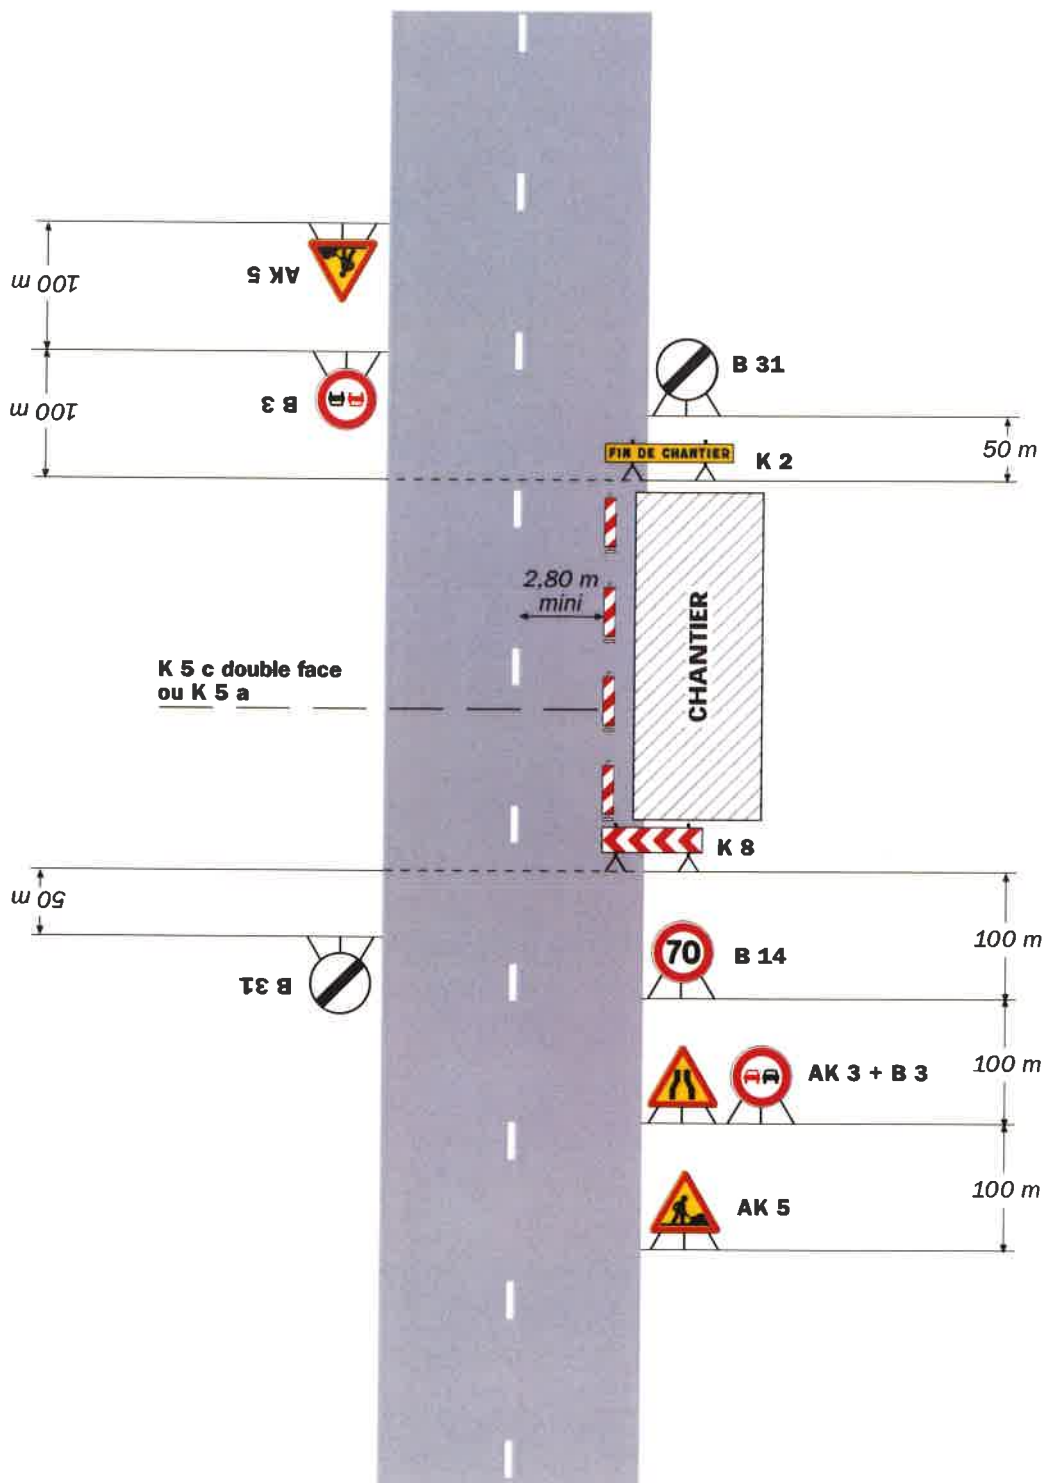 100 m
AK 5
100 m
B 3
B 31
50 m
FIN DE CHANTIER
K 2
2,80 m
mini
CHANTIER
K 5 c double face
ou K 5 a
K 8
50 m
B 31
70
B 14
100 m
AK 3 + B 3
100 m
AK 5
100 m